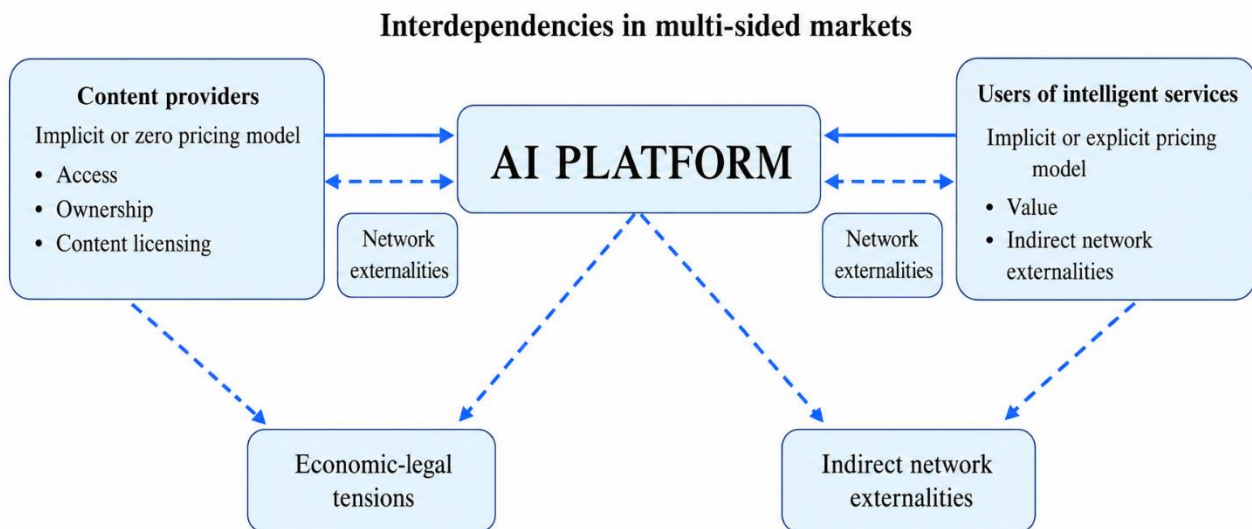 Interdependencies in multi-sided markets
Content providers
Implicit or zero pricing model
• Access
• Ownership
• Content licensing
Network
externalities
AI PLATFORM
Network
externalities
Users of intelligent services
Implicit or explicit pricing
model
• Value
• Indirect network
externalities
Economic-legal
tensions
Indirect network
externalities